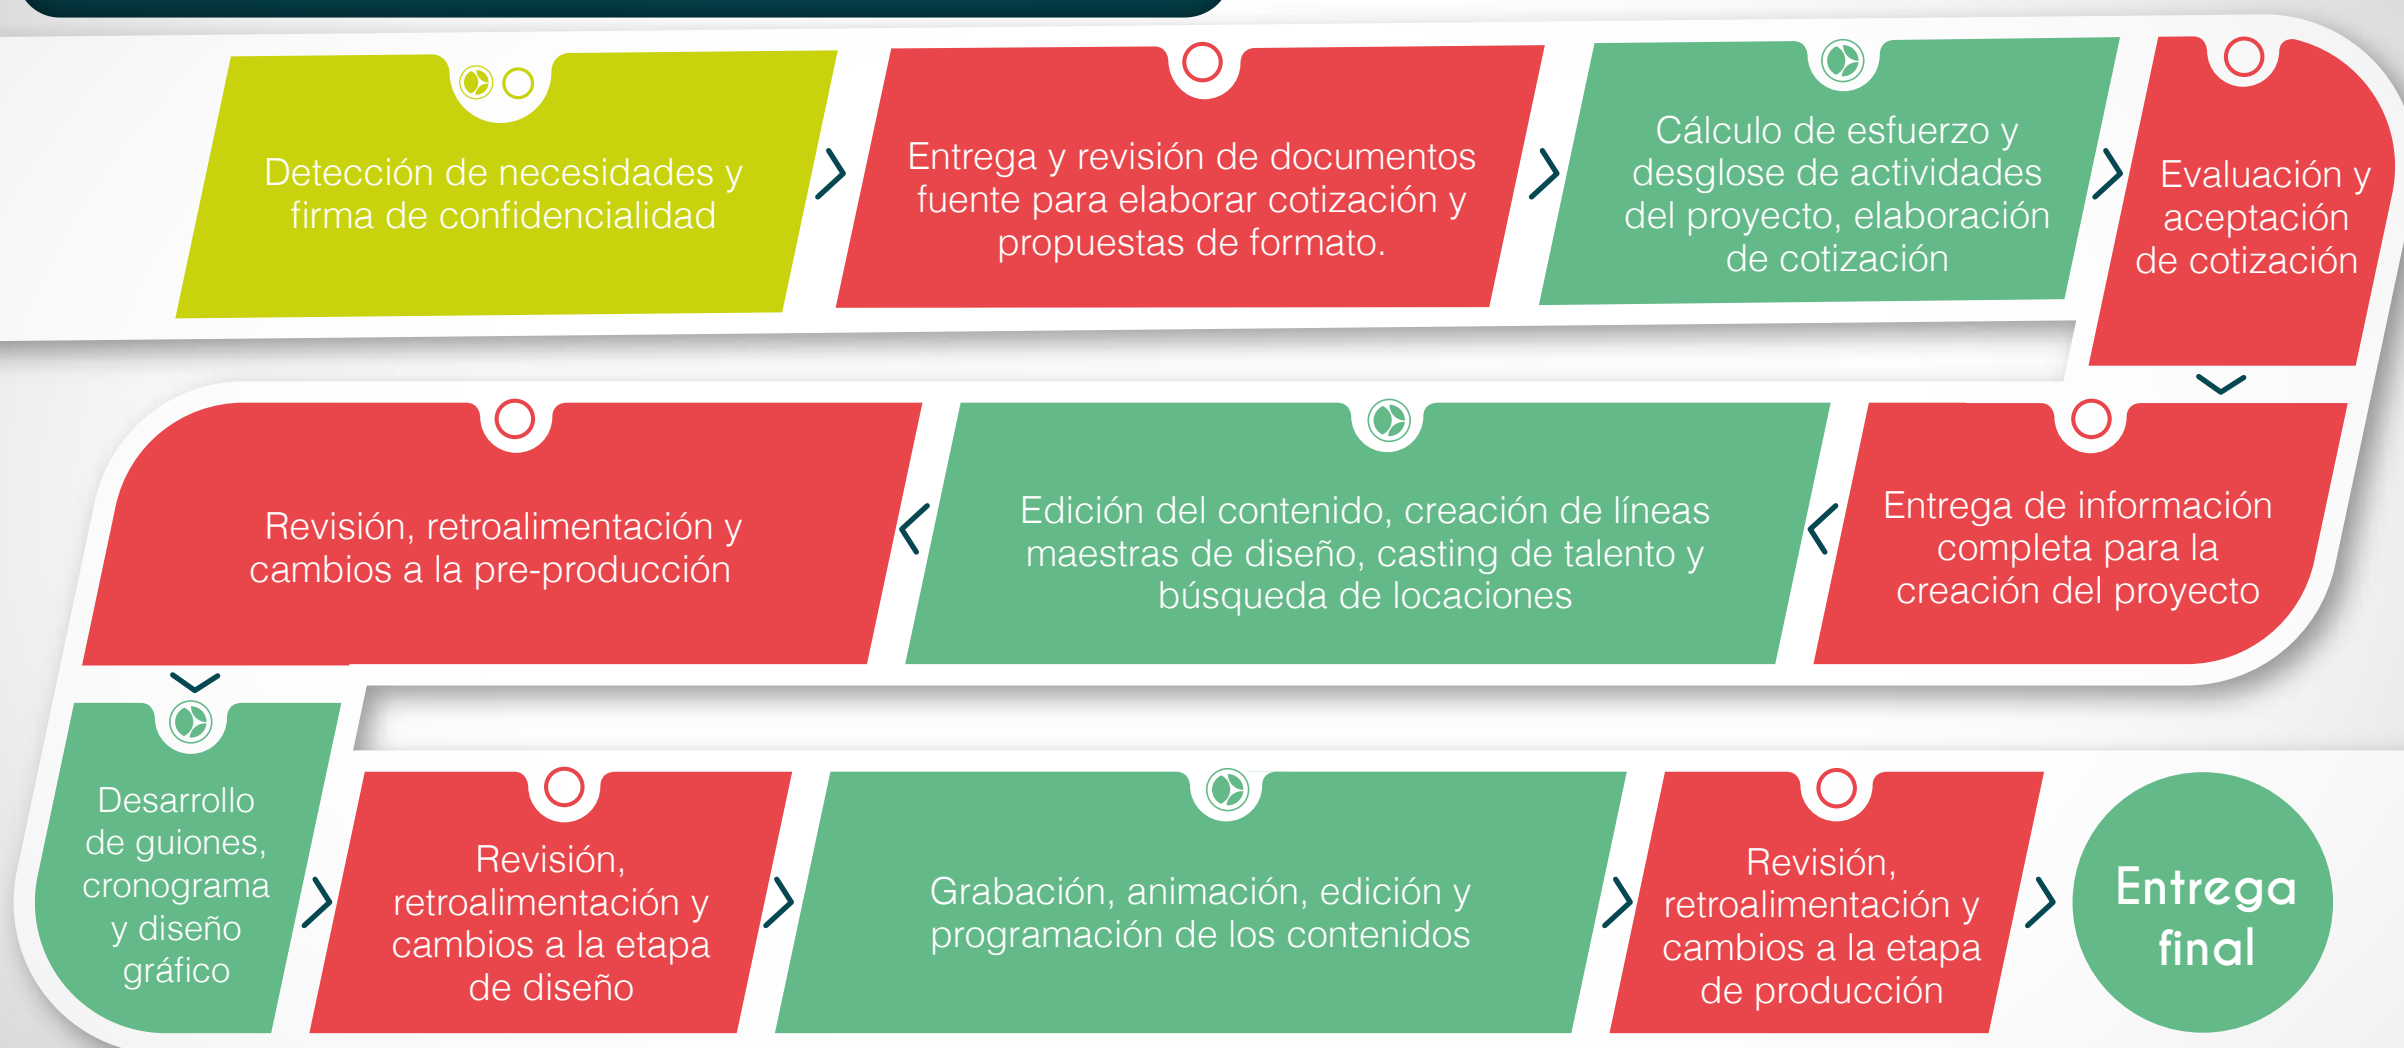 Detección de necesidades y
firma de confidencialidad
Entrega y revisión de documentos
fuente para elaborar cotización y
propuestas de formato.
Cálculo de esfuerzo y
desglose de actividades
del proyecto, elaboración
de cotización
Evaluación y
aceptación
de cotización
Entrega de información
completa para la
creación del proyecto
Edición del contenido, creación de líneas
maestras de diseño, casting de talento y
búsqueda de locaciones
Revisión, retroalimentación y
cambios a la pre-producción
Desarrollo
de guiones,
cronograma
y diseño
gráfico
Revisión,
retroalimentación y
cambios a la etapa
de diseño
Grabación, animación, edición y
programación de los contenidos
Revisión,
retroalimentación y
cambios a la etapa
de producción
Entrega
final